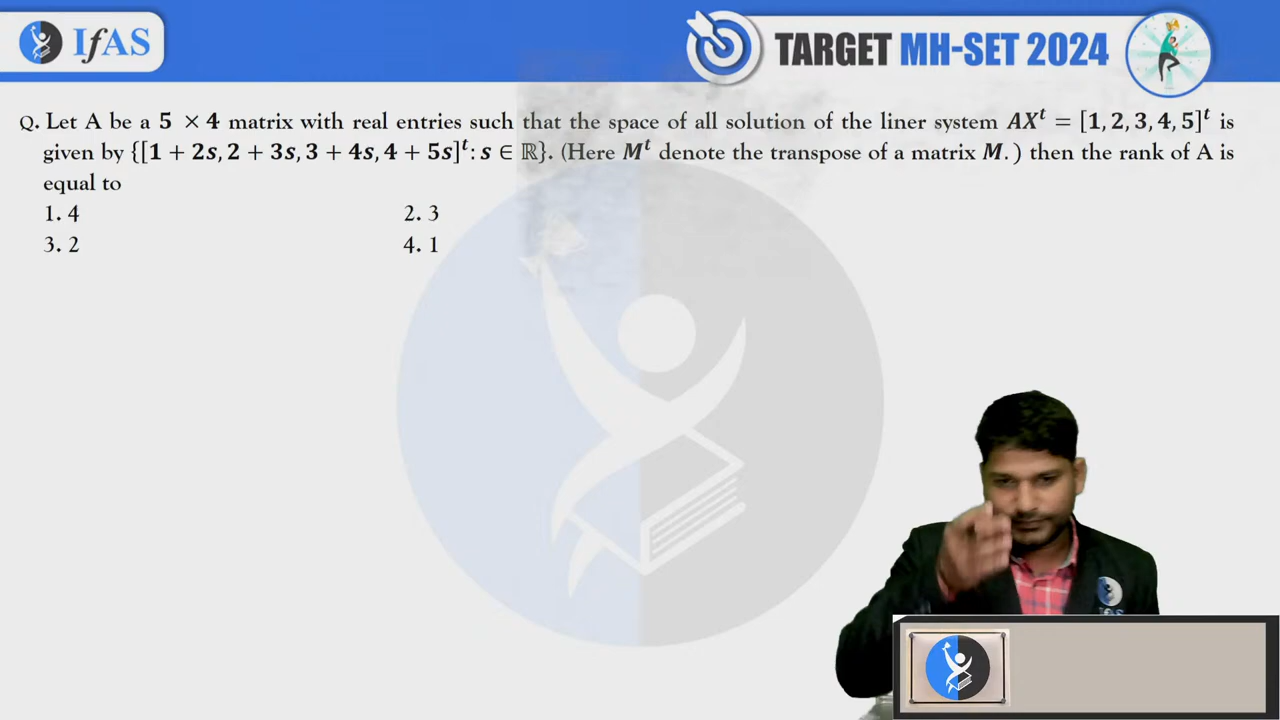 IfAS
TARGET MH-SET 2024
Q. Let A be a 5 × 4 matrix with real entries such that the space of all solution of the liner system AXᵗ = [1, 2, 3, 4, 5]ᵗ is
given by {[1 + 2s, 2 + 3s, 3 + 4s, 4 + 5s]ᵗ: s ∈ ℝ}. (Here Mᵗ denote the transpose of a matrix M. ) then the rank of A is
equal to
1. 4 2. 3
3. 2 4. 1